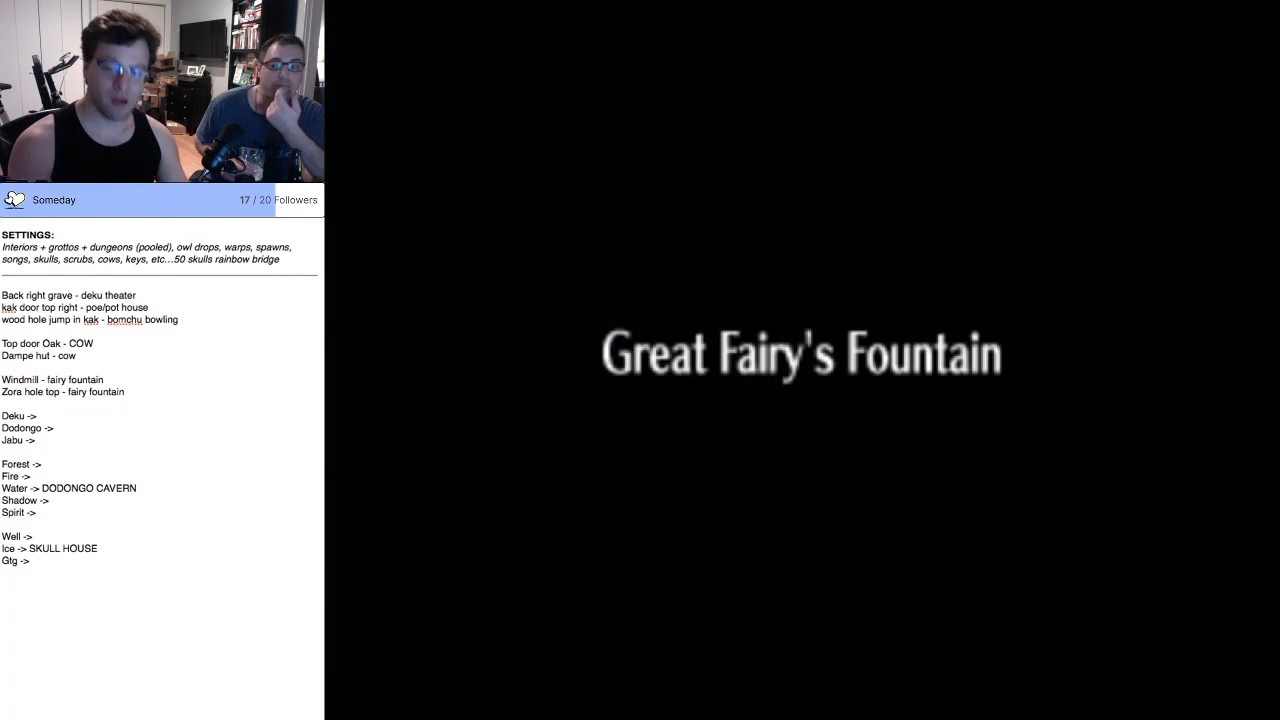 Someday
17 / 20 Followers
SETTINGS:
Interiors + grottos + dungeons (pooled), owl drops, warps, spawns,
songs, skulls, scrubs, cows, keys, etc...50 skulls rainbow bridge
Back right grave - deku theater
kak door top right - poe/pot house
wood hole jump in kak - bomchu bowling
Top door Oak - COW
Dampe hut - cow
Windmill - fairy fountain
Zora hole top - fairy fountain
Deku ->
Dodongo ->
Jabu ->
Forest ->
Fire ->
Water -> DODONGO CAVERN
Shadow ->
Spirit ->
Well ->
Ice -> SKULL HOUSE
Gtg ->
Great Fairy's Fountain